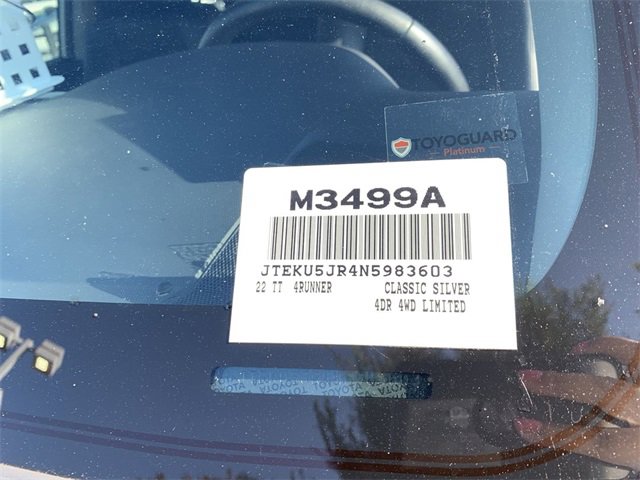 TOYOGUARD
Platinum
M3499A
JTEKU5JR4N5983603
22 TT 4RUNNER CLASSIC SILVER
4DR 4WD LIMITED